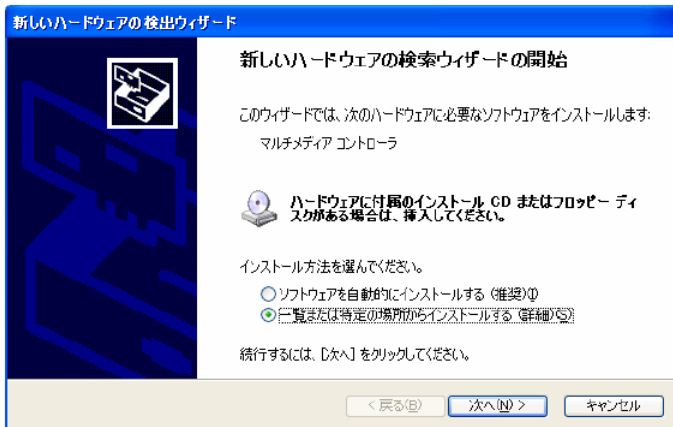 新しいハードウェアの検出ウィザード
新しいハードウェアの検索ウィザードの開始
このウィザードでは、次のハードウェアに必要なソフトウェアをインストールします:
マルチメディア コントローラ
ハードウェアに付属のインストール CD またはフロッピー ディ
スクがある場合は、挿入してください。
インストール方法を選んでください。
ソフトウェアを自動的にインストールする (推奨)(I)
一覧または特定の場所からインストールする (詳細)(S)
続行するには、[次へ] をクリックしてください。
< 戻る(B)
次へ(N) >
キャンセル